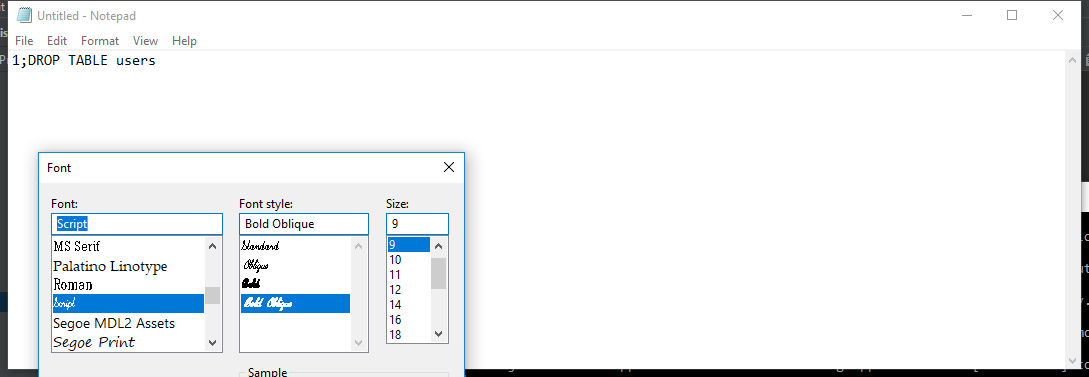 Untitled - Notepad
File Edit Format View Help
1;DROP TABLE users
Font
Font: Font style: Size:
Script Bold Oblique 9
MS Serif
Palatino Linotype
Roman
Script
Segoe MDL2 Assets
Segoe Print
Standard
Oblique
Bold
Bold Oblique
9
10
11
12
14
16
18
Sample